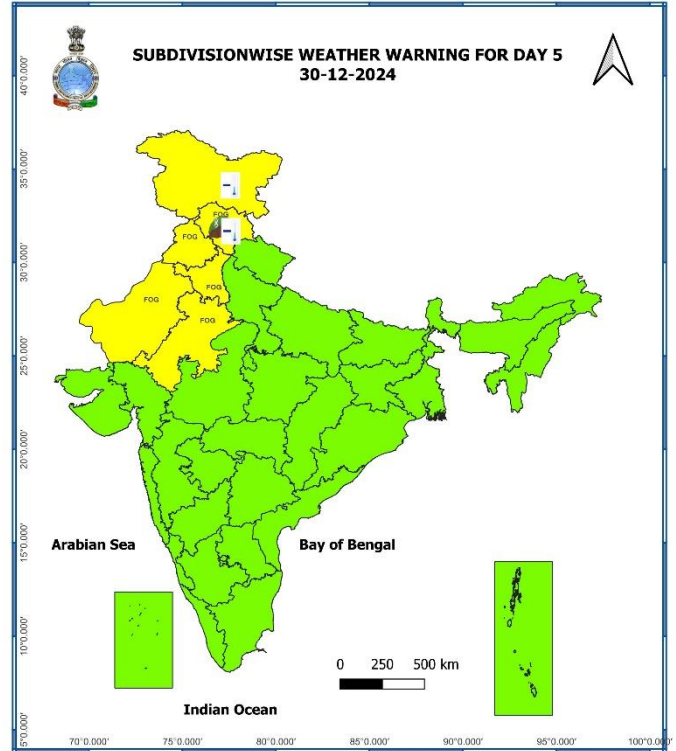 SUBDIVISIONWISE WEATHER WARNING FOR DAY 5
30-12-2024
40°0.000'
35°0.000'
30°0.000'
25°0.000'
20°0.000'
15°0.000'
10°0.000'
5°0.000'
FOG
FOG
FOG
FOG
FOG
Arabian Sea
Bay of Bengal
0 250 500 km
Indian Ocean
70°0.000' 75°0.000' 80°0.000' 85°0.000' 90°0.000' 95°0.000' 100°0.000'